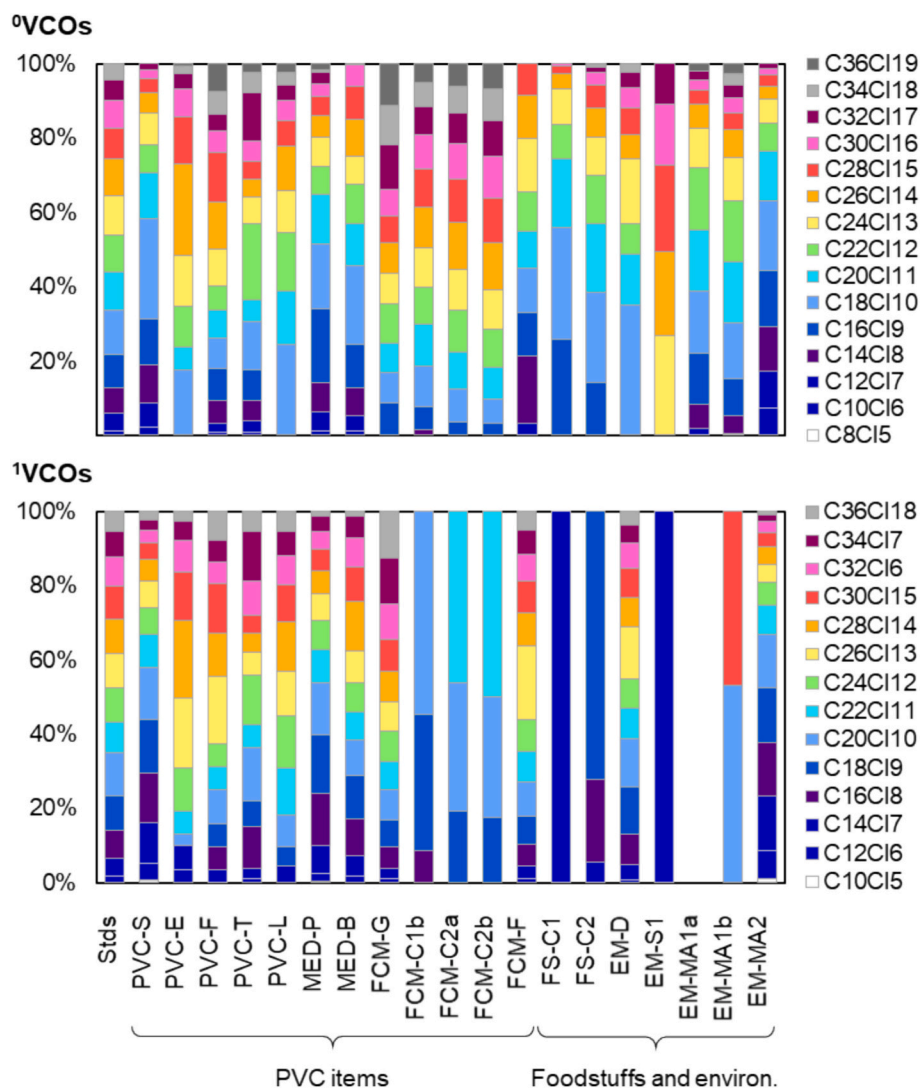 ⁰VCOs
100%
80%
60%
40%
20%
C36Cl19
C34Cl18
C32Cl17
C30Cl16
C28Cl15
C26Cl14
C24Cl13
C22Cl12
C20Cl11
C18Cl10
C16Cl9
C14Cl8
C12Cl7
C10Cl6
C8Cl5
¹VCOs
100%
80%
60%
40%
20%
0%
C36Cl18
C34Cl7
C32Cl6
C30Cl15
C28Cl14
C26Cl13
C24Cl12
C22Cl11
C20Cl10
C18Cl9
C16Cl8
C14Cl7
C12Cl6
C10Cl5
Stds
PVC-S
PVC-E
PVC-F
PVC-T
PVC-L
MED-P
MED-B
FCM-G
FCM-C1b
FCM-C2a
FCM-C2b
FCM-F
FS-C1
FS-C2
EM-D
EM-S1
EM-MA1a
EM-MA1b
EM-MA2
PVC items
Foodstuffs and environ.